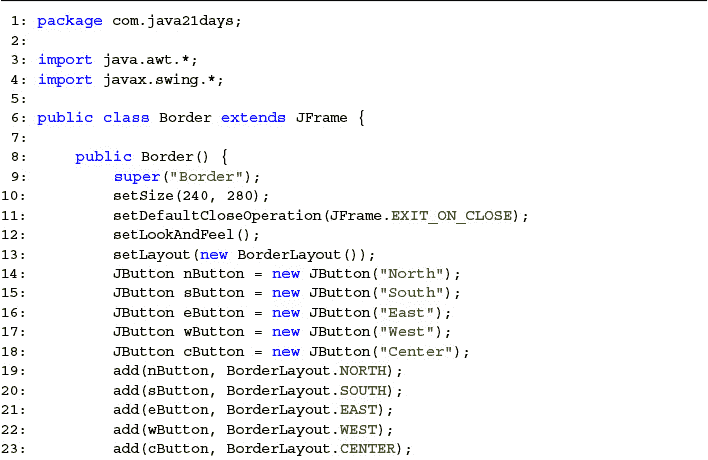 1: package com.java21days;
2:
3: import java.awt.*;
4: import javax.swing.*;
5:
6: public class Border extends JFrame {
7:
8:     public Border() {
9:         super("Border");
10:         setSize(240, 280);
11:         setDefaultCloseOperation(JFrame.EXIT_ON_CLOSE);
12:         setLookAndFeel();
13:         setLayout(new BorderLayout());
14:         JButton nButton = new JButton("North");
15:         JButton sButton = new JButton("South");
16:         JButton eButton = new JButton("East");
17:         JButton wButton = new JButton("West");
18:         JButton cButton = new JButton("Center");
19:         add(nButton, BorderLayout.NORTH);
20:         add(sButton, BorderLayout.SOUTH);
21:         add(eButton, BorderLayout.EAST);
22:         add(wButton, BorderLayout.WEST);
23:         add(cButton, BorderLayout.CENTER);